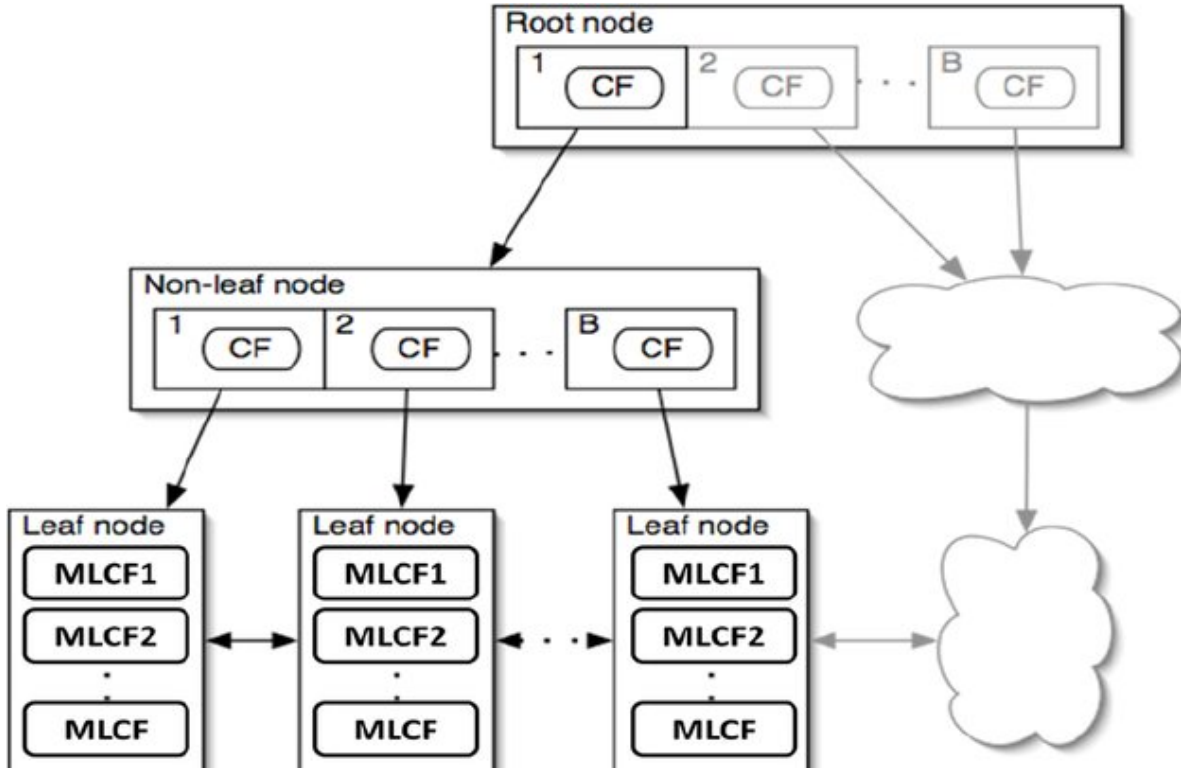 Root node
1 CF 2 CF . . . B CF
Non-leaf node
1 CF 2 CF . . . B CF
Leaf node Leaf node Leaf node
MLCF1 MLCF1 MLCF1
MLCF2 MLCF2 . . . MLCF2
MLCF MLCF MLCF